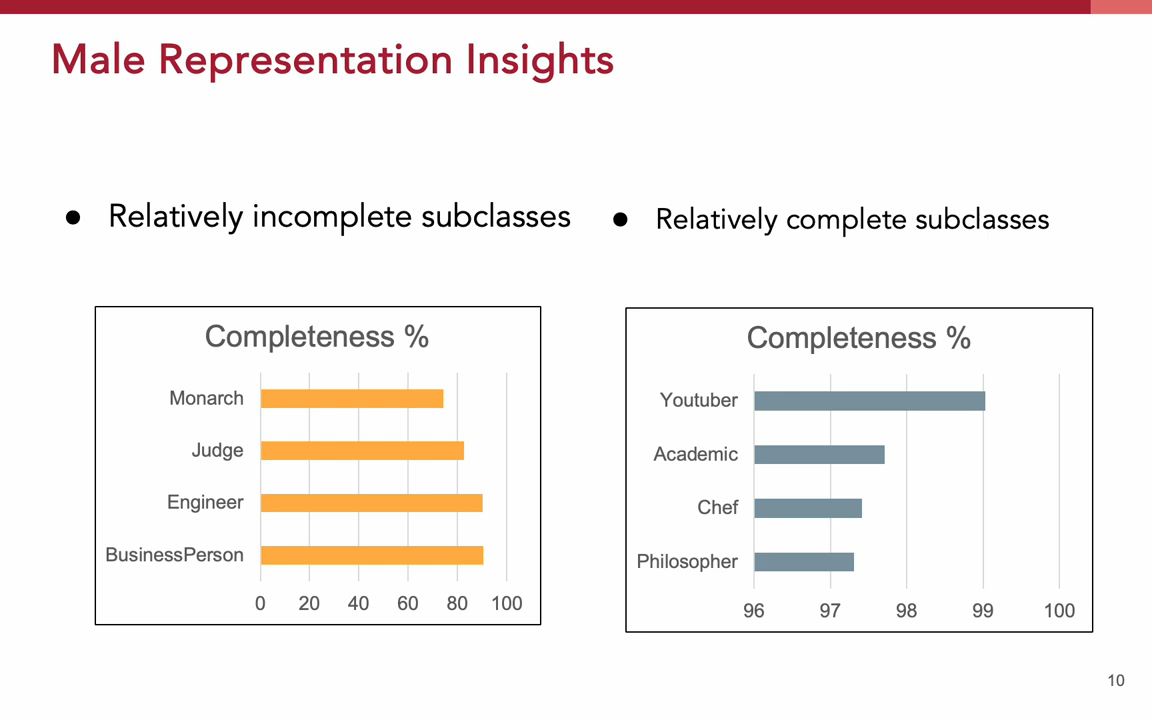 Male Representation Insights
● Relatively incomplete subclasses
● Relatively complete subclasses
Completeness %
Monarch
Judge
Engineer
BusinessPerson
0 20 40 60 80 100
Completeness %
Youtuber
Academic
Chef
Philosopher
96 97 98 99 100
10